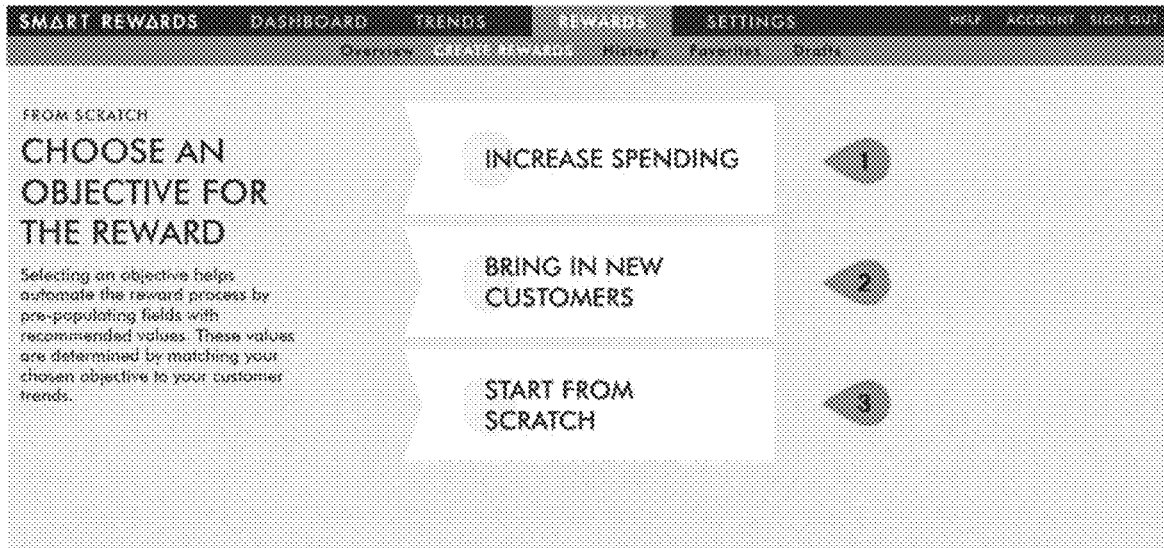 SMART REWARDS DASHBOARD TRENDS REWARDS SETTINGS HELP ACCOUNT SIGN OUT
Overview CREATE REWARDS History Favorites Drafts
FROM SCRATCH
CHOOSE AN
OBJECTIVE FOR
THE REWARD
Selecting an objective helps
automate the reward process by
pre-populating fields with
recommended values. These values
are determined by matching your
chosen objective to your customer
trends.
INCREASE SPENDING
1
BRING IN NEW
CUSTOMERS
2
START FROM
SCRATCH
3